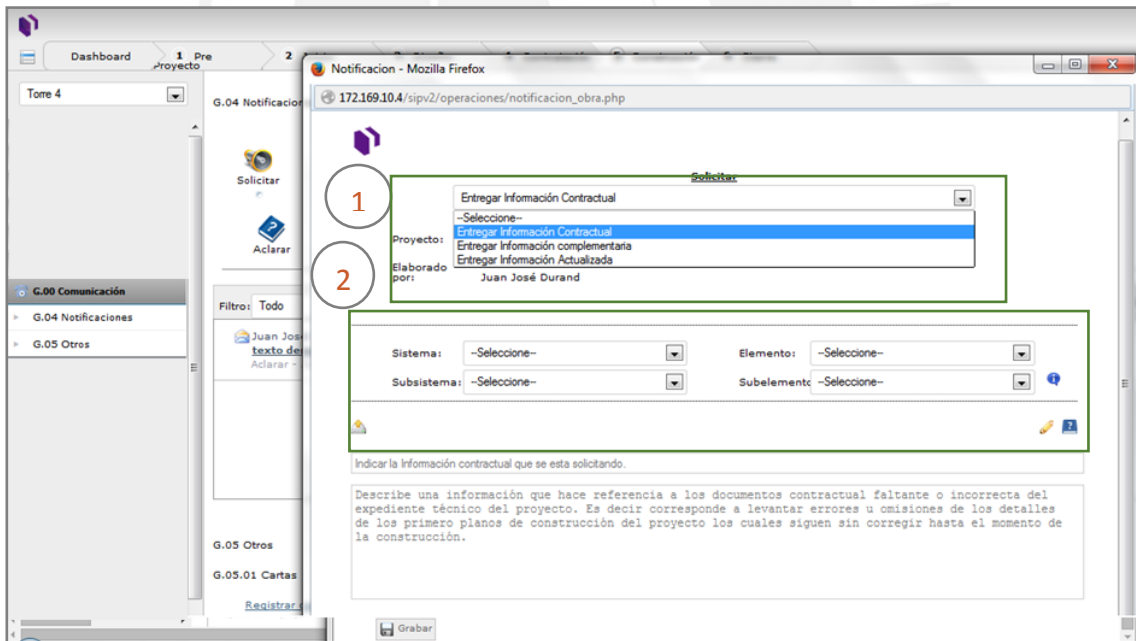 Dashboard
1 Pre
Proyecto
2
Notificacion - Mozilla Firefox
Torre 4
G.04 Notificacion
172.169.10.4/sipv2/operaciones/notificacion_obra.php
Solicitar
Solicitar
1
Entregar Información Contractual
--Seleccione--
Entregar Información Contractual
Proyecto:
Entregar Información complementaria
Entregar Información Actualizada
Aclarar
Elaborado
por:
Juan José Durand
2
G.00 Comunicación
G.04 Notificaciones
G.05 Otros
Filtro: Todo
Juan Jos
texto de
Aclarar -
Sistema: --Seleccione-- Elemento: --Seleccione--
Subsistema: --Seleccione-- Subelemento --Seleccione--
Indicar la Información contractual que se esta solicitando.
Describe una información que hace referencia a los documentos contractual faltante o incorrecta del
expediente técnico del proyecto. Es decir corresponde a levantar errores u omisiones de los detalles
de los primero planos de construcción del proyecto los cuales siguen sin corregir hasta el momento de
la construcción.
G.05 Otros
G.05.01 Cartas
Registrar
Grabar